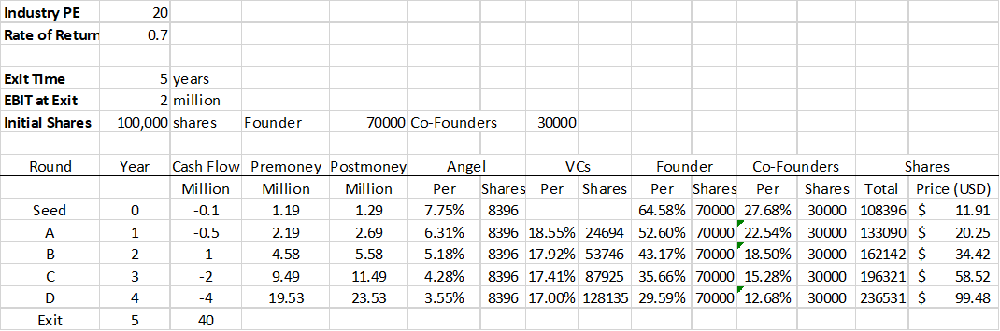 Industry PE 20
Rate of Return 0.7
Exit Time 5 years
EBIT at Exit 2 million
Initial Shares 100,000 shares Founder 70000 Co-Founders 30000
Round Year Cash Flow Premoney Postmoney Angel VCs Founder Co-Founders Shares
Million Million Million Per Shares Per Shares Per Shares Per Shares Total Price (USD)
Seed 0 -0.1 1.19 1.29 7.75% 8396 64.58% 70000 27.68% 30000 108396 $ 11.91
A 1 -0.5 2.19 2.69 6.31% 8396 18.55% 24694 52.60% 70000 22.54% 30000 133090 $ 20.25
B 2 -1 4.58 5.58 5.18% 8396 17.92% 53746 43.17% 70000 18.50% 30000 162142 $ 34.42
C 3 -2 9.49 11.49 4.28% 8396 17.41% 87925 35.66% 70000 15.28% 30000 196321 $ 58.52
D 4 -4 19.53 23.53 3.55% 8396 17.00% 128135 29.59% 70000 12.68% 30000 236531 $ 99.48
Exit 5 40